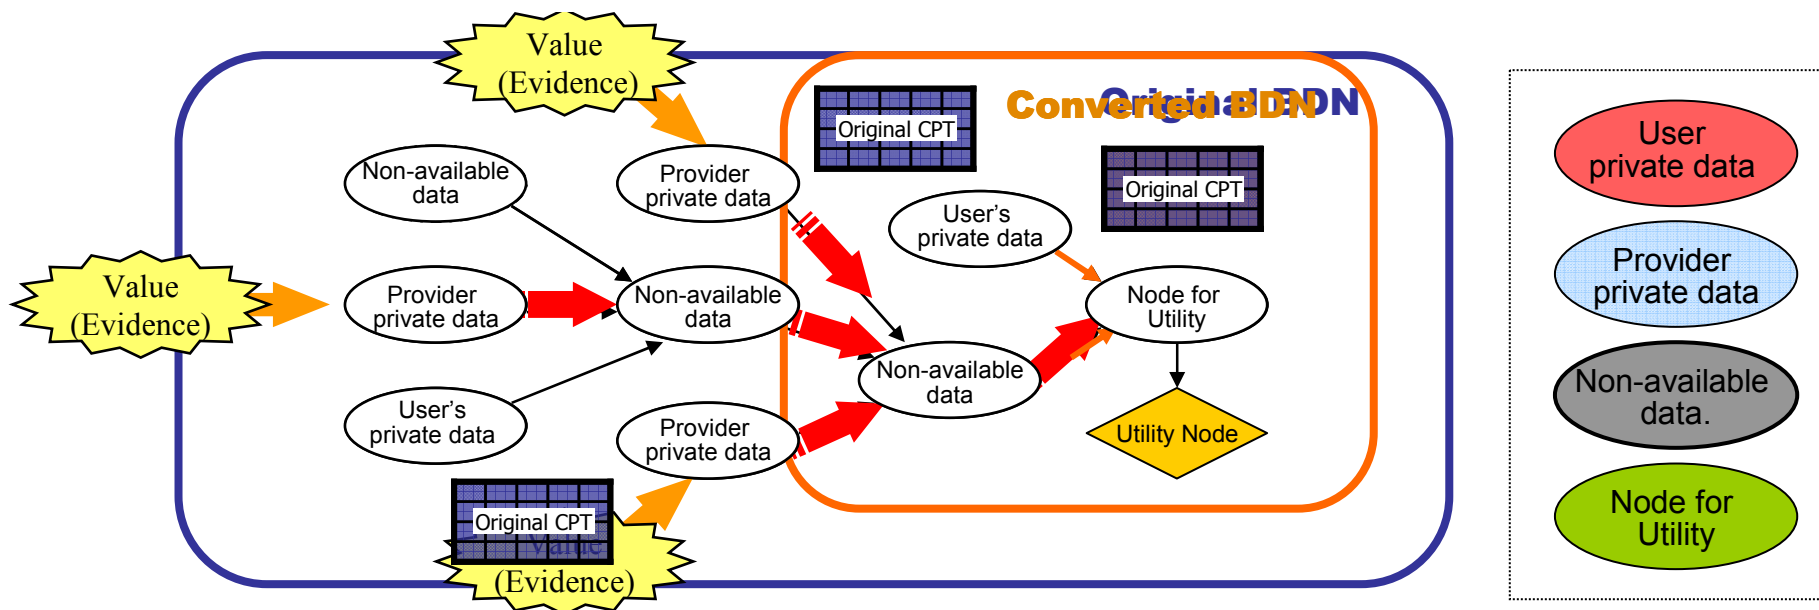 Value
(Evidence)
Original BDN
Converted BDN
Original CPT
Non-available
data
Provider
private data
Original CPT
User's
private data
Value
(Evidence)
Provider
private data
Non-available
data
Node for
Utility
Non-available
data
User's
private data
Provider
private data
Utility Node
Original CPT
Value
(Evidence)
User
private data
Provider
private data
Non-available
data.
Node for
Utility